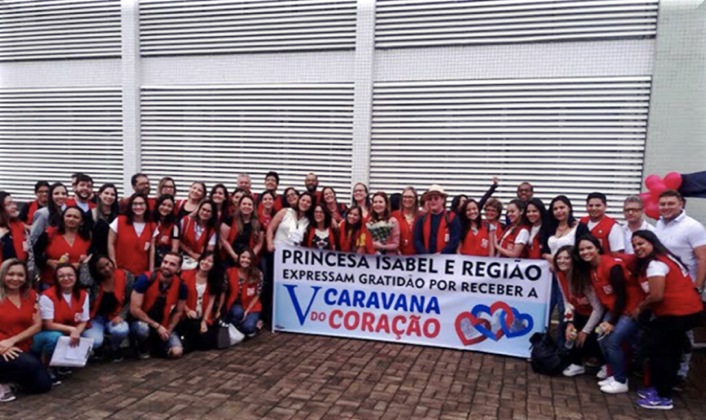 PRINCESA ISABEL E REGIÃO
EXPRESSAM GRATIDÃO POR RECEBER A
V CARAVANA
DO CORAÇÃO